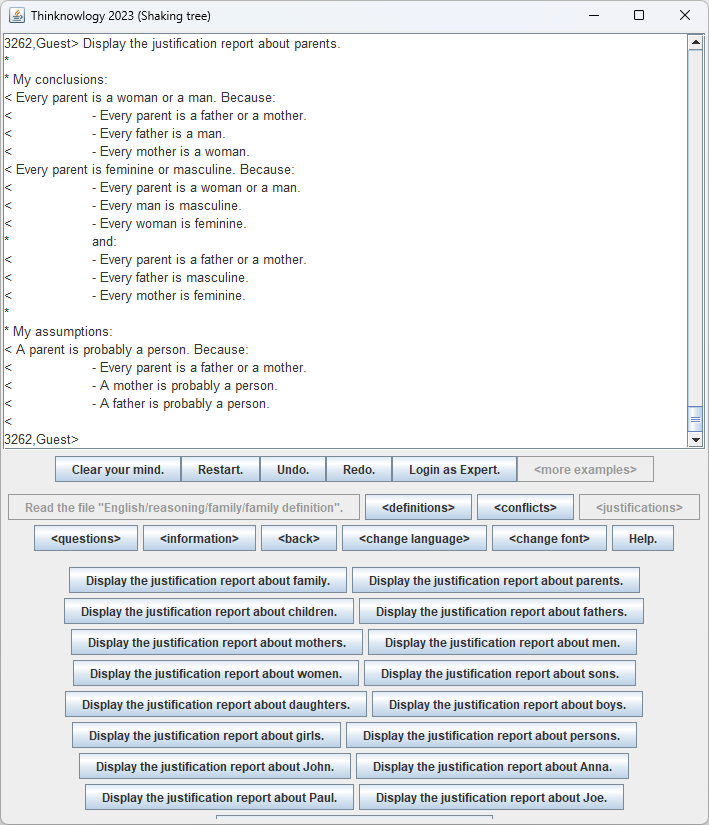 Thinknowlogy 2023 (Shaking tree)
3262,Guest> Display the justification report about parents.
*
* My conclusions:
< Every parent is a woman or a man. Because:
< - Every parent is a father or a mother.
< - Every father is a man.
< - Every mother is a woman.
< Every parent is feminine or masculine. Because:
< - Every parent is a woman or a man.
< - Every man is masculine.
< - Every woman is feminine.
* and:
< - Every parent is a father or a mother.
< - Every father is masculine.
< - Every mother is feminine.
*
* My assumptions:
< A parent is probably a person. Because:
< - Every parent is a father or a mother.
< - A mother is probably a person.
< - A father is probably a person.
<
3262,Guest>
Clear your mind. Restart. Undo. Redo. Login as Expert. <more examples>
Read the file "English/reasoning/family/family definition". <definitions> <conflicts> <justifications>
<questions> <information> <back> <change language> <change font> Help.
Display the justification report about family. Display the justification report about parents.
Display the justification report about children. Display the justification report about fathers.
Display the justification report about mothers. Display the justification report about men.
Display the justification report about women. Display the justification report about sons.
Display the justification report about daughters. Display the justification report about boys.
Display the justification report about girls. Display the justification report about persons.
Display the justification report about John. Display the justification report about Anna.
Display the justification report about Paul. Display the justification report about Joe.